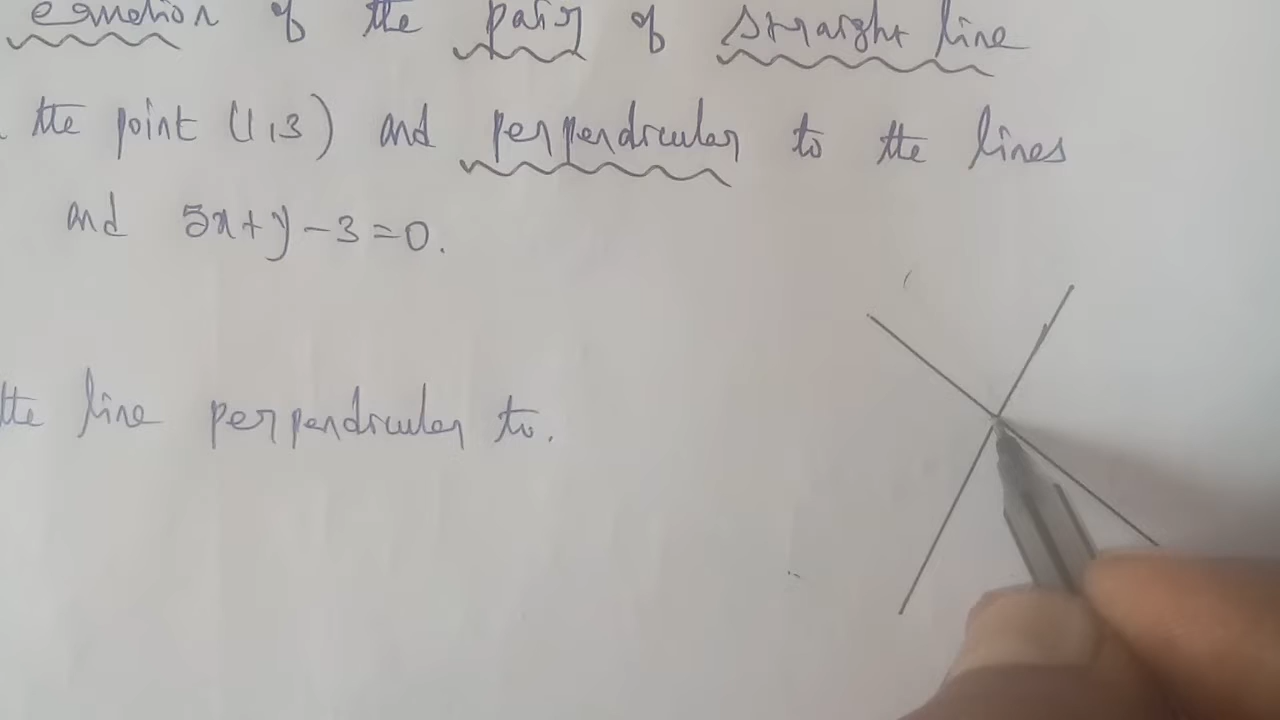 equation of the pair of straight line
the point (1,3) and perpendicular to the lines
and 5x+y-3=0.
the line perpendicular to.